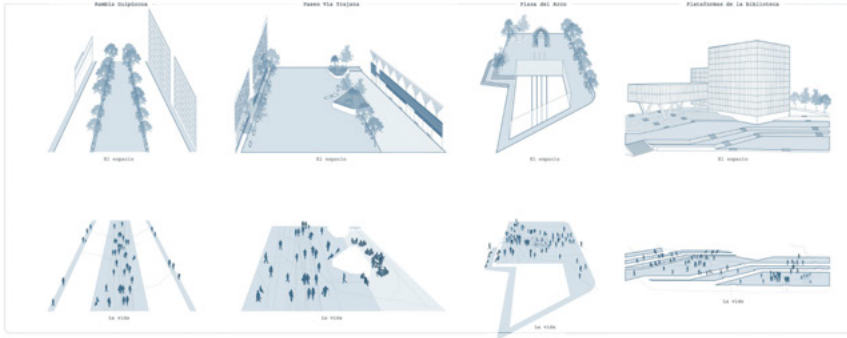 Rambla Guipúzcoa
Paseo Vía Trajana
Plaza del Arco
Plataformas de la Biblioteca
El espacio
El espacio
El espacio
El espacio
La vida
La vida
La vida
La vida